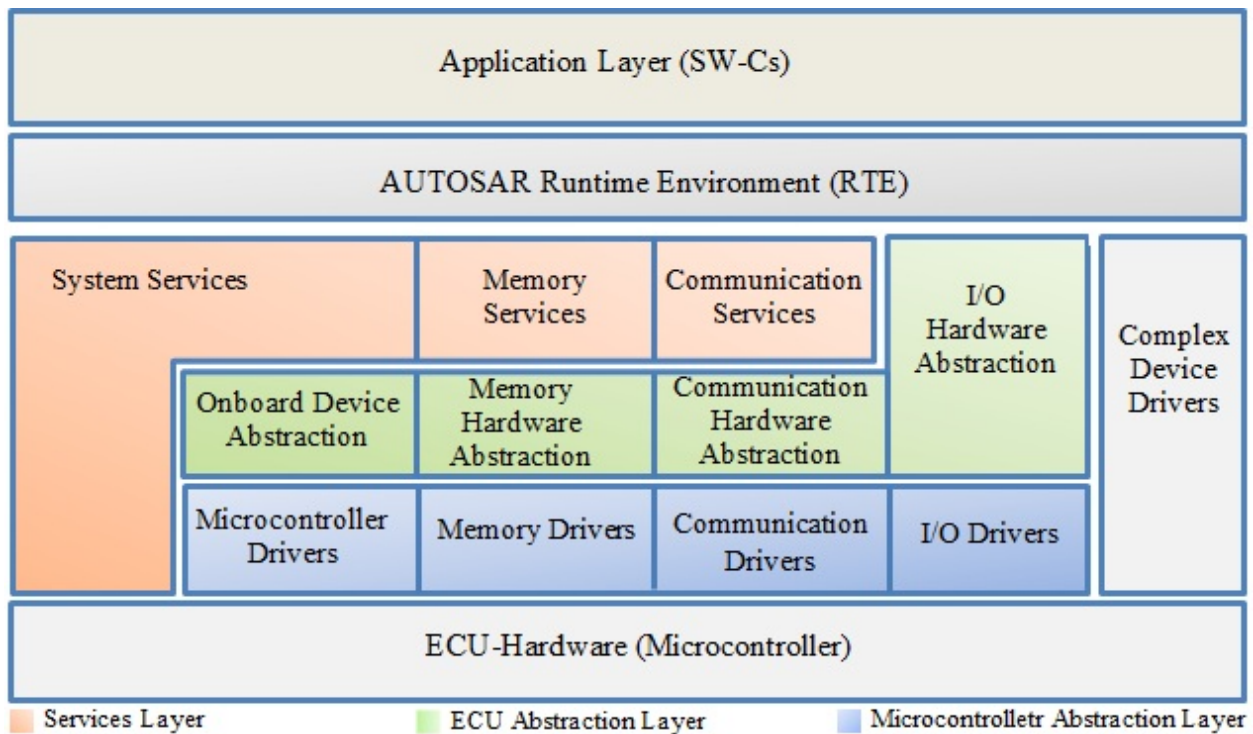 Application Layer (SW-Cs)
AUTOSAR Runtime Environment (RTE)
System Services
Memory
Services
Communication
Services
I/O
Hardware
Abstraction
Complex
Device
Drivers
Onboard Device
Abstraction
Memory
Hardware
Abstraction
Communication
Hardware
Abstraction
Microcontroller
Drivers
Memory Drivers
Communication
Drivers
I/O Drivers
ECU-Hardware (Microcontroller)
Services Layer
ECU Abstraction Layer
Microcontrolletr Abstraction Layer